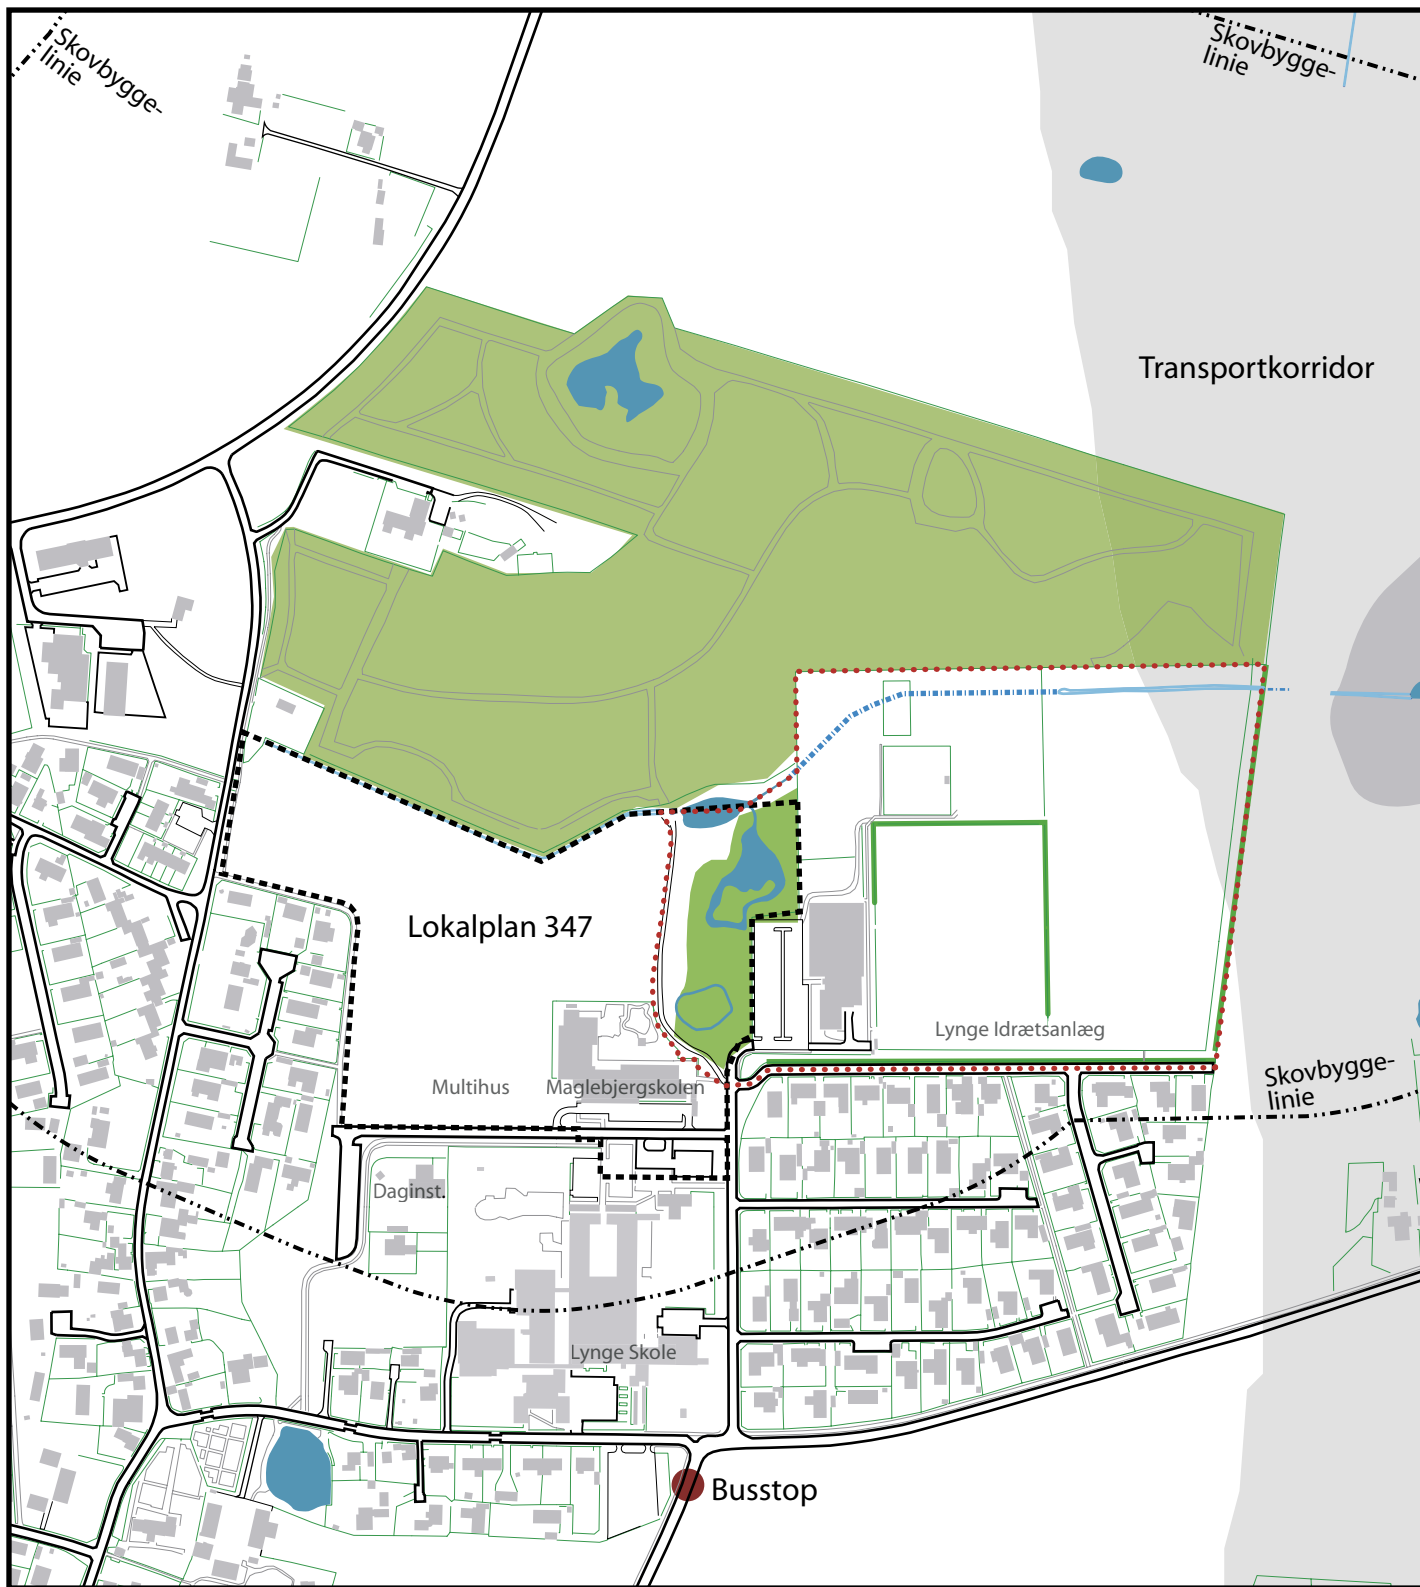 Skovbygge-
linie
Skovbygge-
linie
Transportkorridor
Lokalplan 347
Lynge Idrætsanlæg
Multihus
Maglebjergskolen
Skovbygge-
linie
Daginst.
Lynge Skole
Busstop